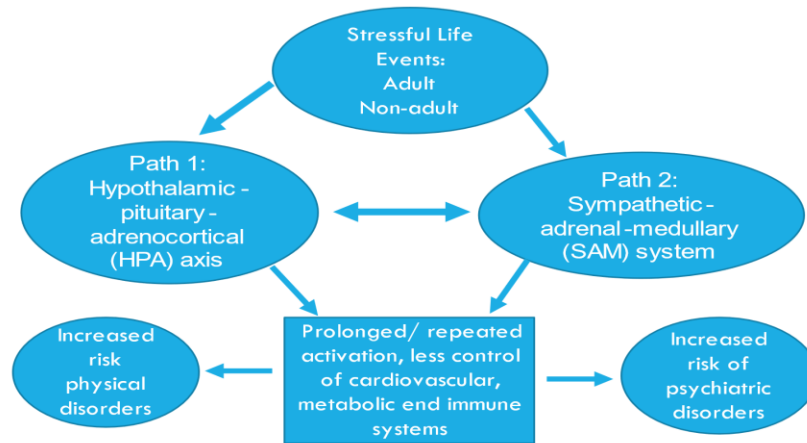 Stressful Life
Events:
Adult
Non-adult
Path 1:
Hypothalamic -
pituitary -
adrenocortical
(HPA) axis
Path 2:
Sympathetic -
adrenal -medullary
(SAM) system
Increased
risk
physical
disorders
Prolonged/ repeated
activation, less control
of cardiovascular,
metabolic end immune
systems
Increased
risk of
psychiatric
disorders